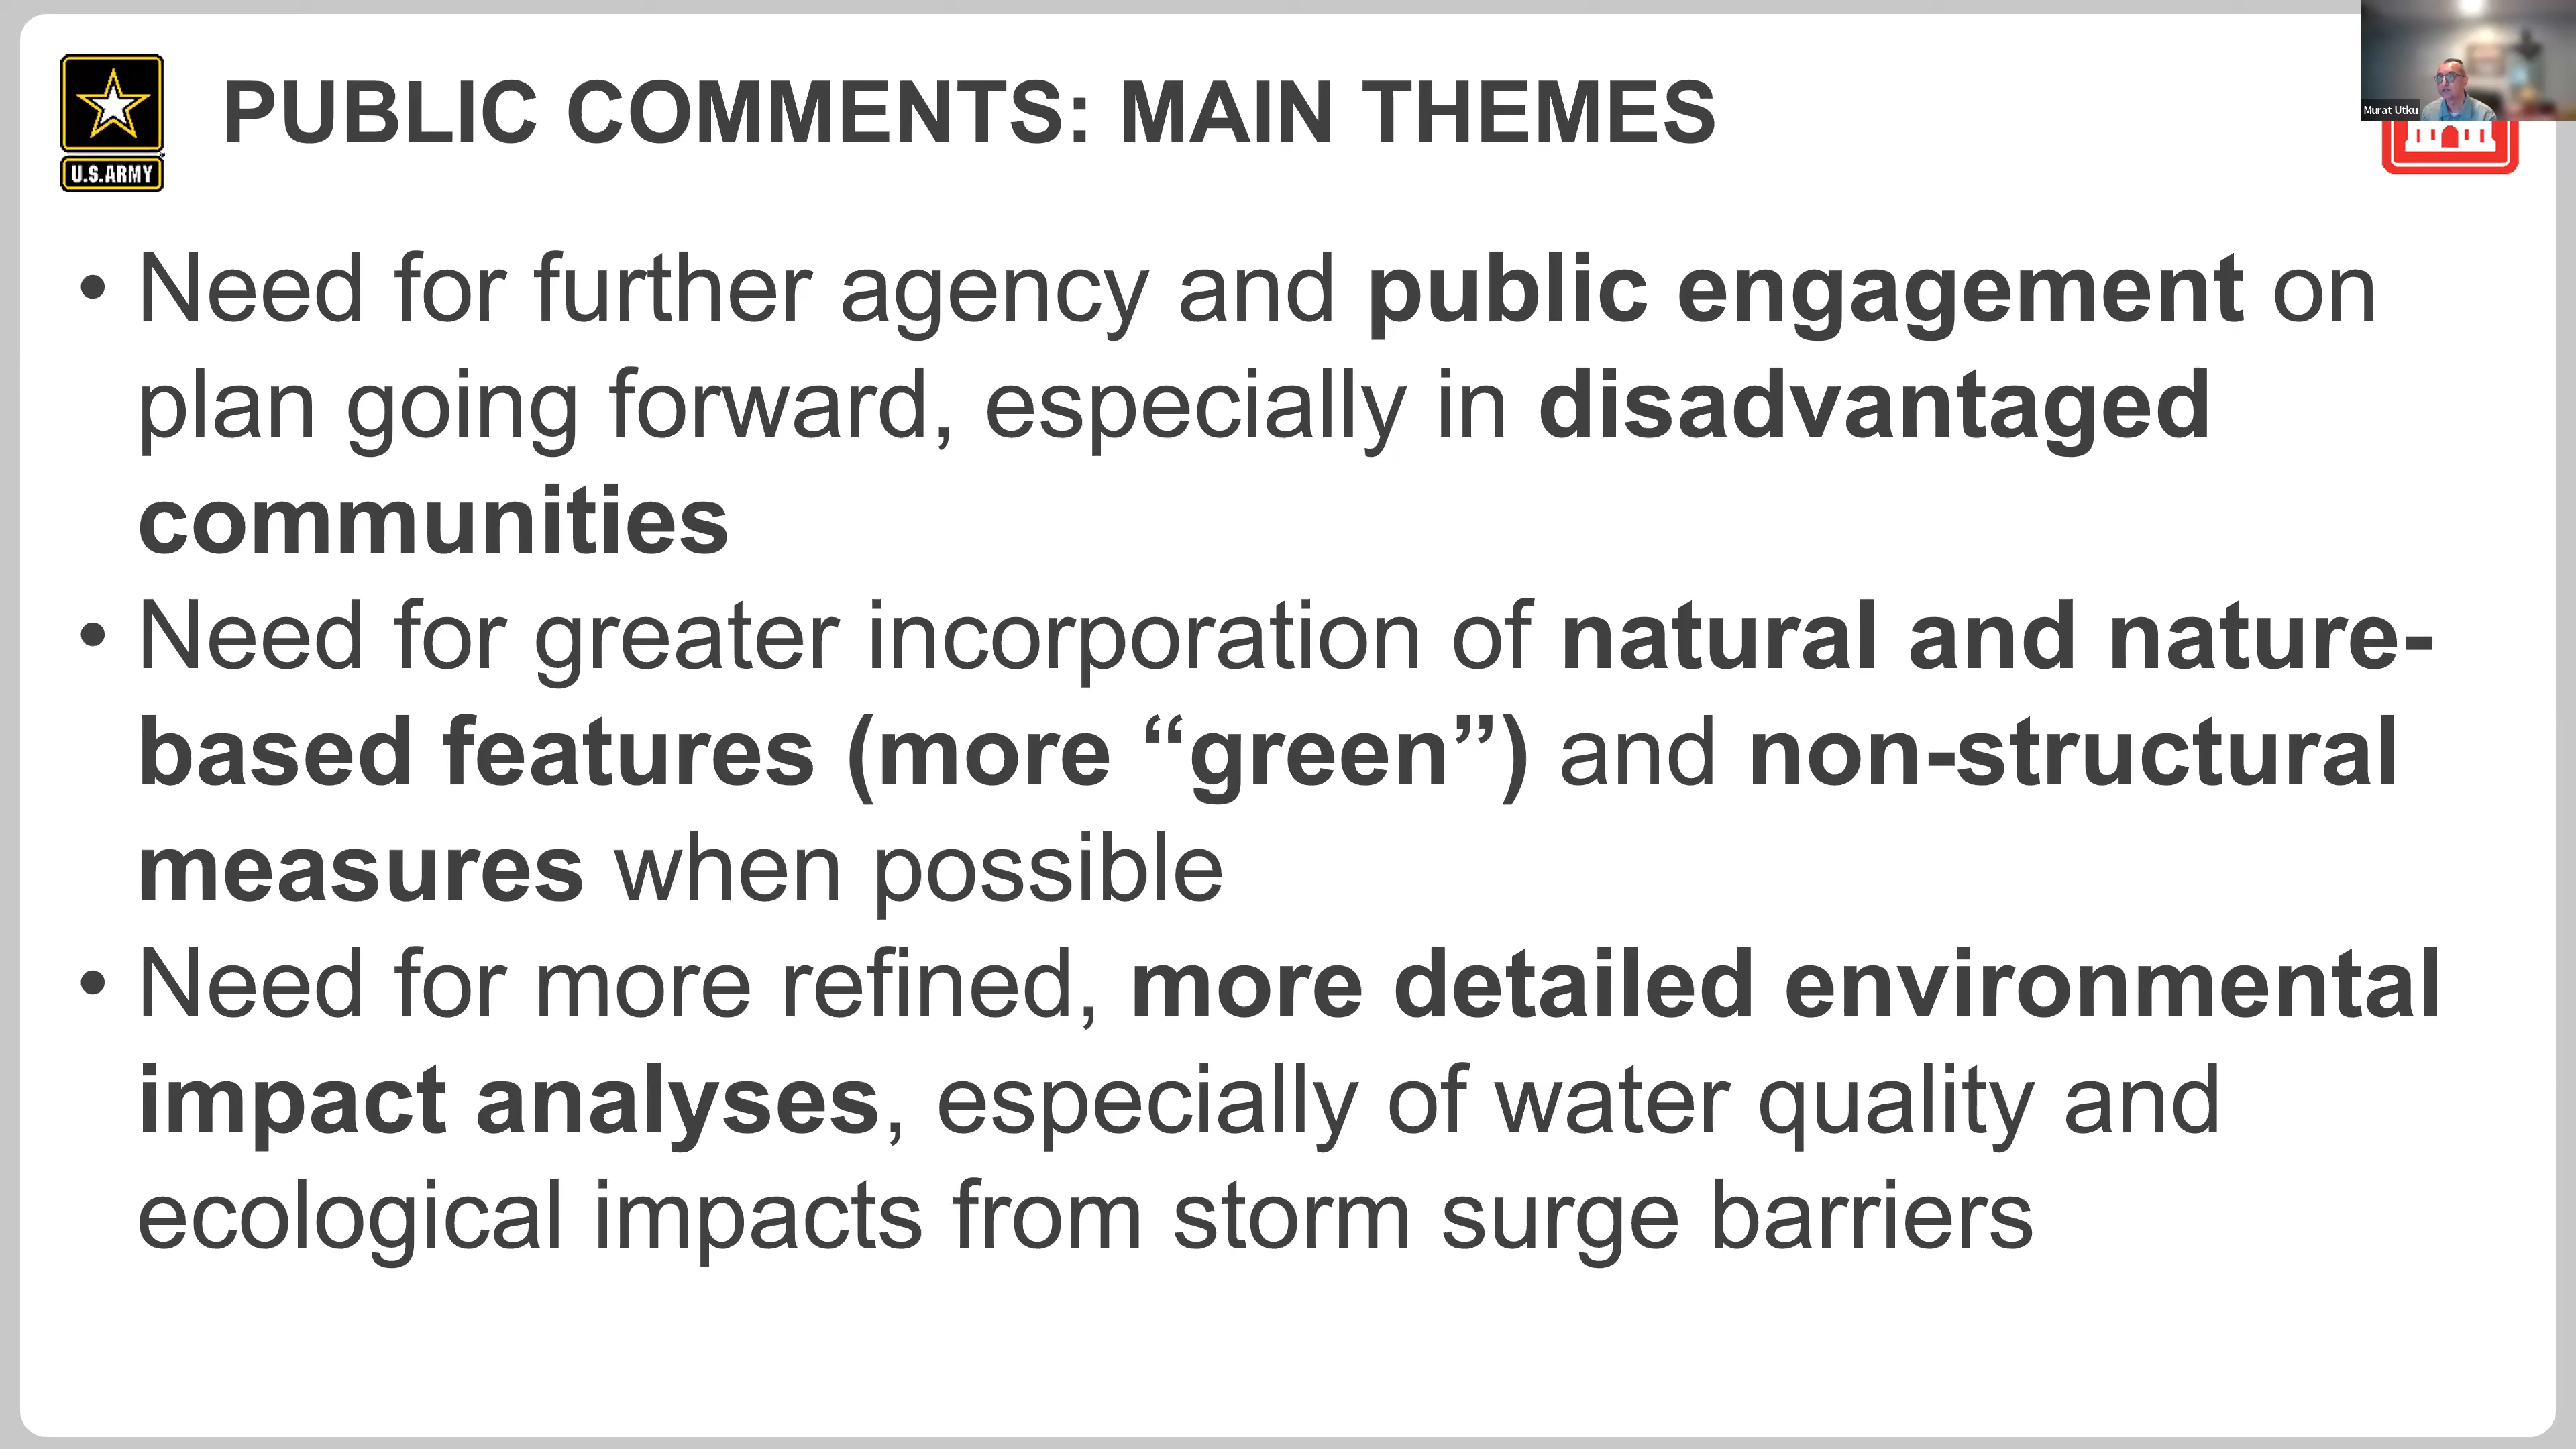 PUBLIC COMMENTS: MAIN THEMES
Murat Utku
U.S.ARMY
• Need for further agency and public engagement on
plan going forward, especially in disadvantaged
communities
• Need for greater incorporation of natural and nature-
based features (more “green”) and non-structural
measures when possible
• Need for more refined, more detailed environmental
impact analyses, especially of water quality and
ecological impacts from storm surge barriers